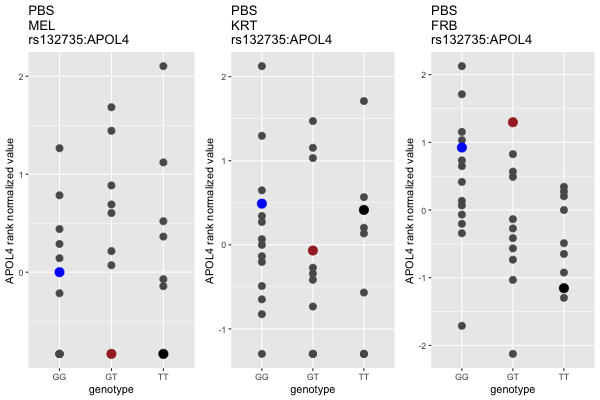 PBS
MEL
rs132735:APOL4
APOL4 rank normalized value
2
1
0
GG
GT
TT
genotype
PBS
KRT
rs132735:APOL4
APOL4 rank normalized value
2
1
0
-1
GG
GT
TT
genotype
PBS
FRB
rs132735:APOL4
APOL4 rank normalized value
2
1
0
-1
-2
GG
GT
TT
genotype